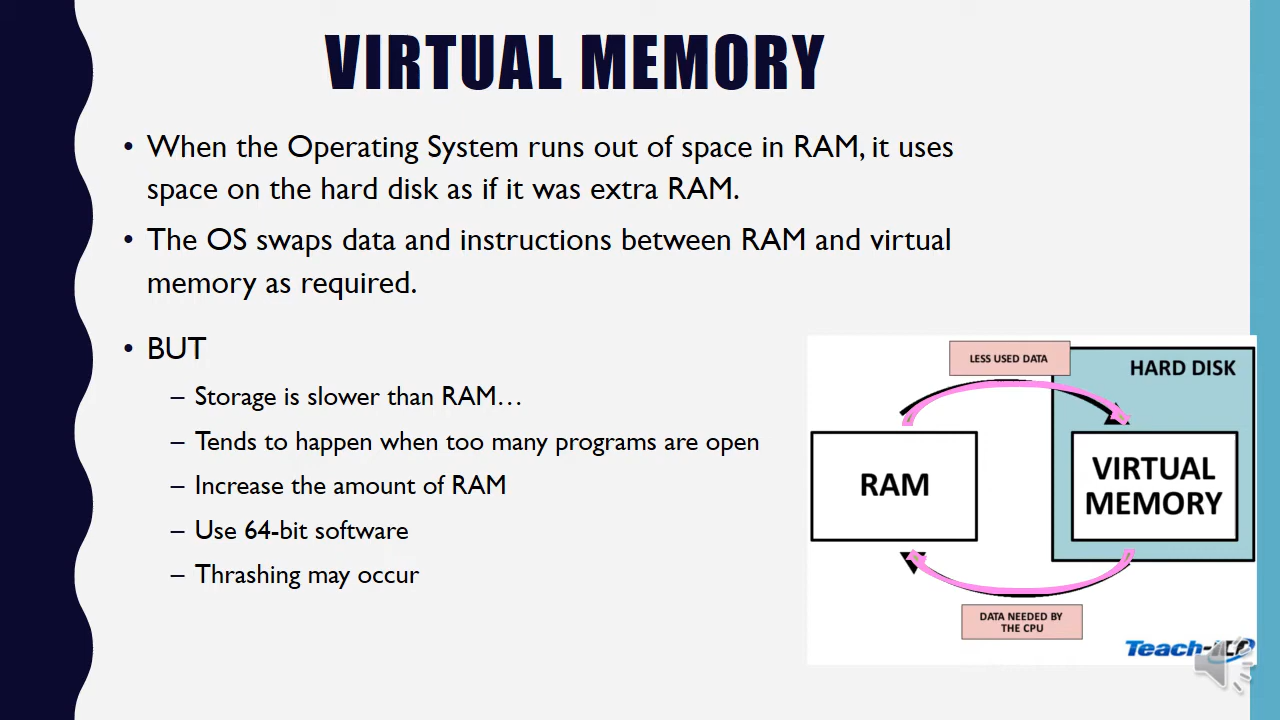 VIRTUAL MEMORY
• When the Operating System runs out of space in RAM, it uses
space on the hard disk as if it was extra RAM.
• The OS swaps data and instructions between RAM and virtual
memory as required.
• BUT
– Storage is slower than RAM…
– Tends to happen when too many programs are open
– Increase the amount of RAM
– Use 64-bit software
– Thrashing may occur
LESS USED DATA
HARD DISK
RAM
VIRTUAL
MEMORY
DATA NEEDED BY
THE CPU